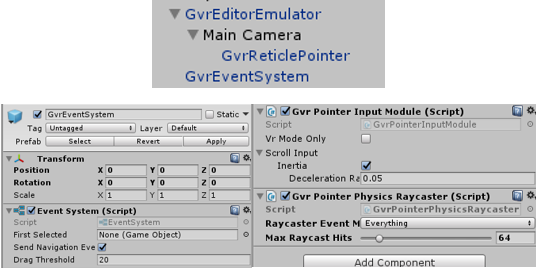 GvrEditorEmulator
Main Camera
GvrReticlePointer
GvrEventSystem
GvrEventSystem Static
Tag Untagged Layer Default
Prefab Select Revert Apply
Transform
Position X 0 Y 0 Z 0
Rotation X 0 Y 0 Z 0
Scale X 1 Y 1 Z 1
Event System (Script)
Script EventSystem
First Selected None (Game Object)
Send Navigation Eve
Drag Threshold 20
Gvr Pointer Input Module (Script)
Script GvrPointerInputModule
Vr Mode Only
Scroll Input
Inertia
Deceleration Ra 0.05
Gvr Pointer Physics Raycaster (Script)
Script GvrPointerPhysicsRaycaster
Raycaster Event M Everything
Max Raycast Hits 64
Add Component